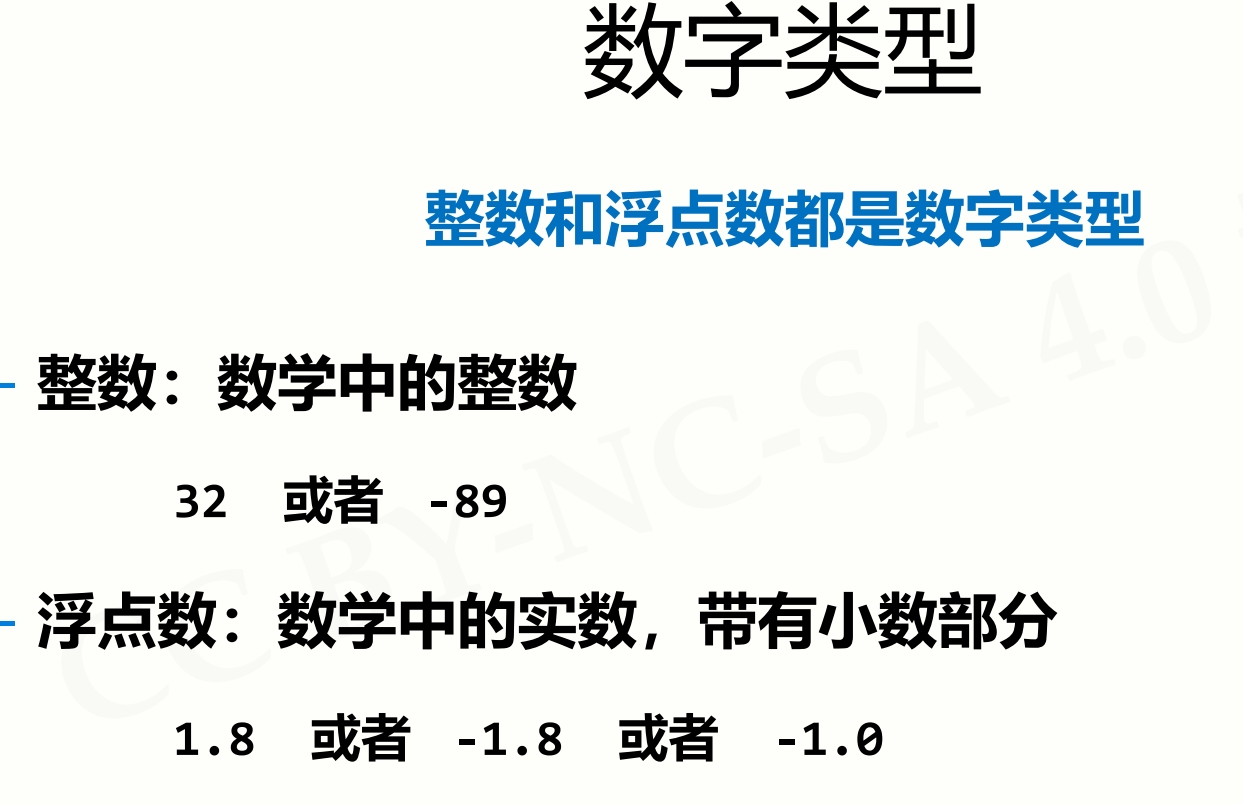 数字类型
整数和浮点数都是数字类型
- 整数：数学中的整数
32 或者 -89
- 浮点数：数学中的实数，带有小数部分
1.8 或者 -1.8 或者 -1.0
CC BY-NC-SA 4.0